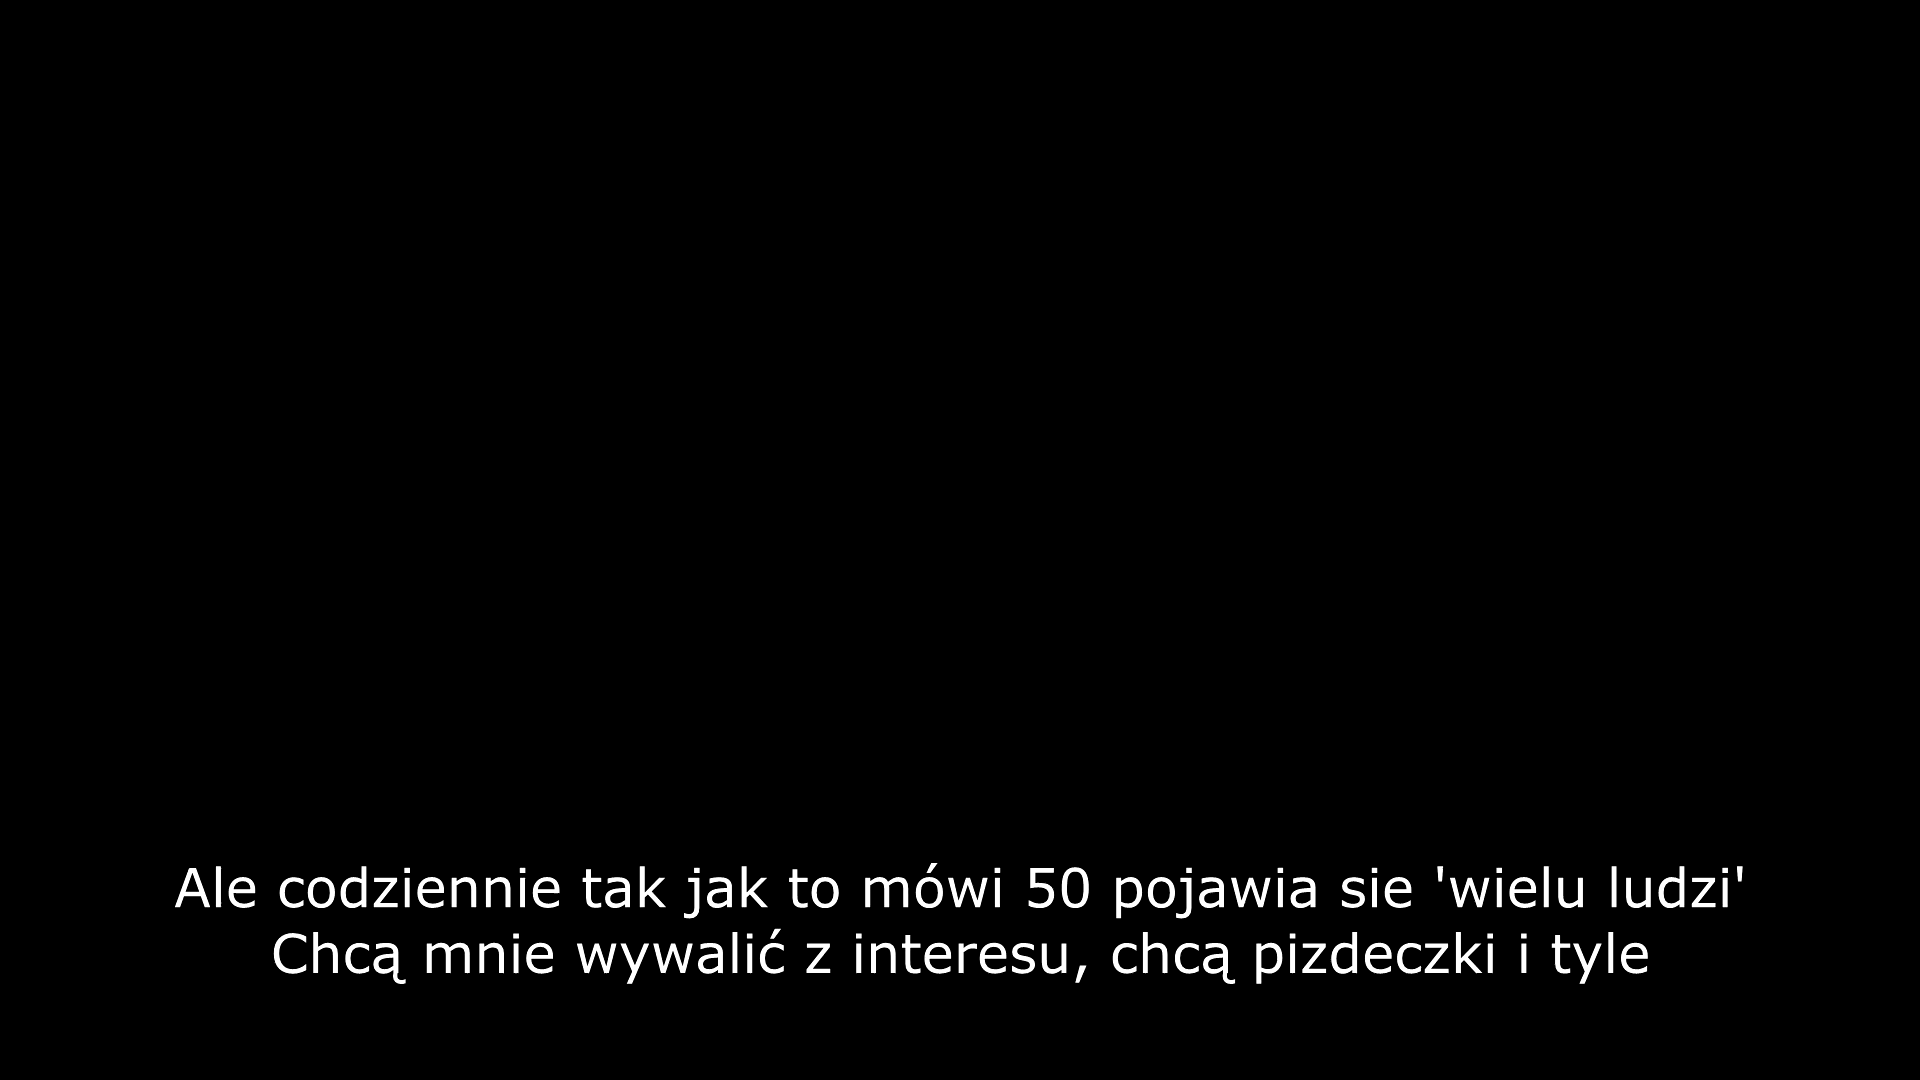 Ale codziennie tak jak to mówi 50 pojawia sie 'wielu ludzi'
Chcą mnie wywalić z interesu, chcą pizdeczki i tyle